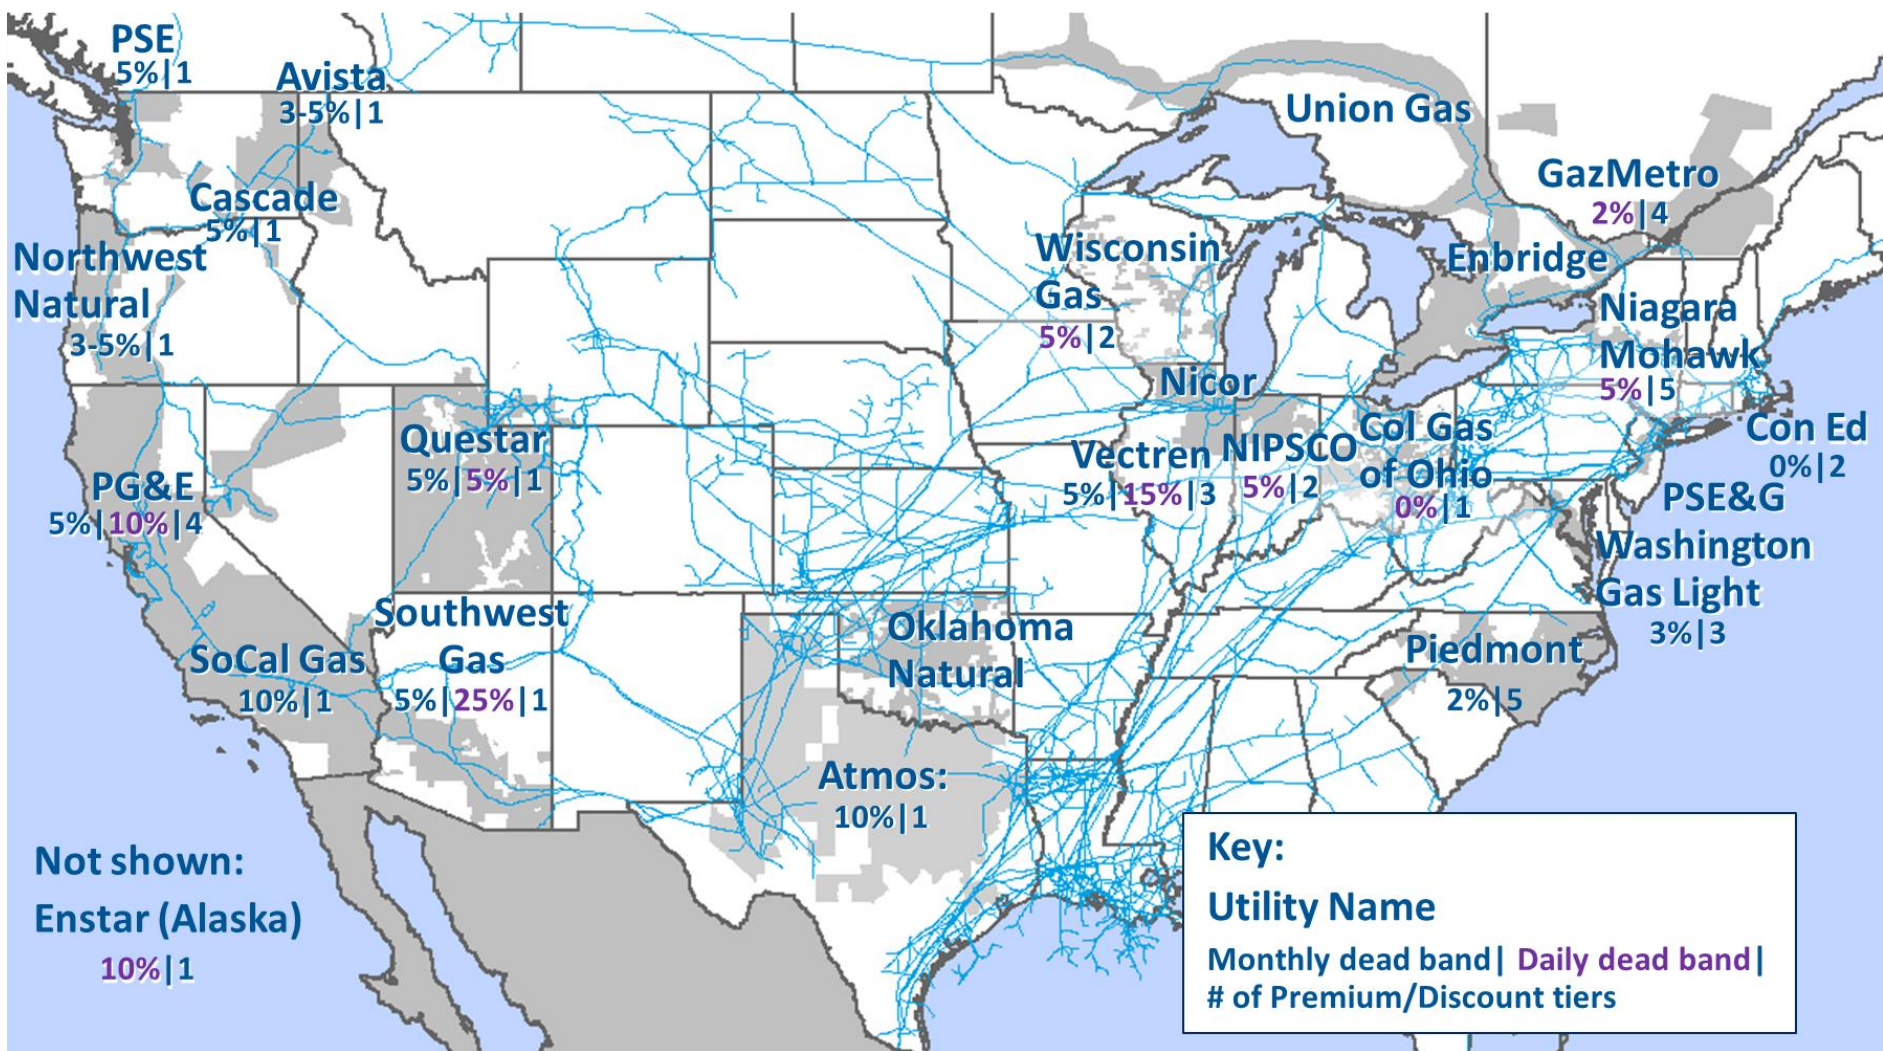 PSE
5%|1
Avista
3-5%|1
Union Gas
GazMetro
2%|4
Cascade
5%|1
Northwest
Natural
3-5%|1
Wisconsin
Gas
5%|2
Enbridge
Niagara
Mohawk
5%|5
Nicor
Questar
5%|5%|1
Vectren
5%|15%|3
NIPSCO
5%|2
Col Gas
of Ohio
0%|1
Con Ed
0%|2
PG&E
5%|10%|4
PSE&G
Washington
Gas Light
3%|3
Southwest
Gas
5%|25%|1
SoCal Gas
10%|1
Oklahoma
Natural
Piedmont
2%|5
Atmos:
10%|1
Not shown:
Enstar (Alaska)
10%|1
Key:
Utility Name
Monthly dead band| Daily dead band|
# of Premium/Discount tiers